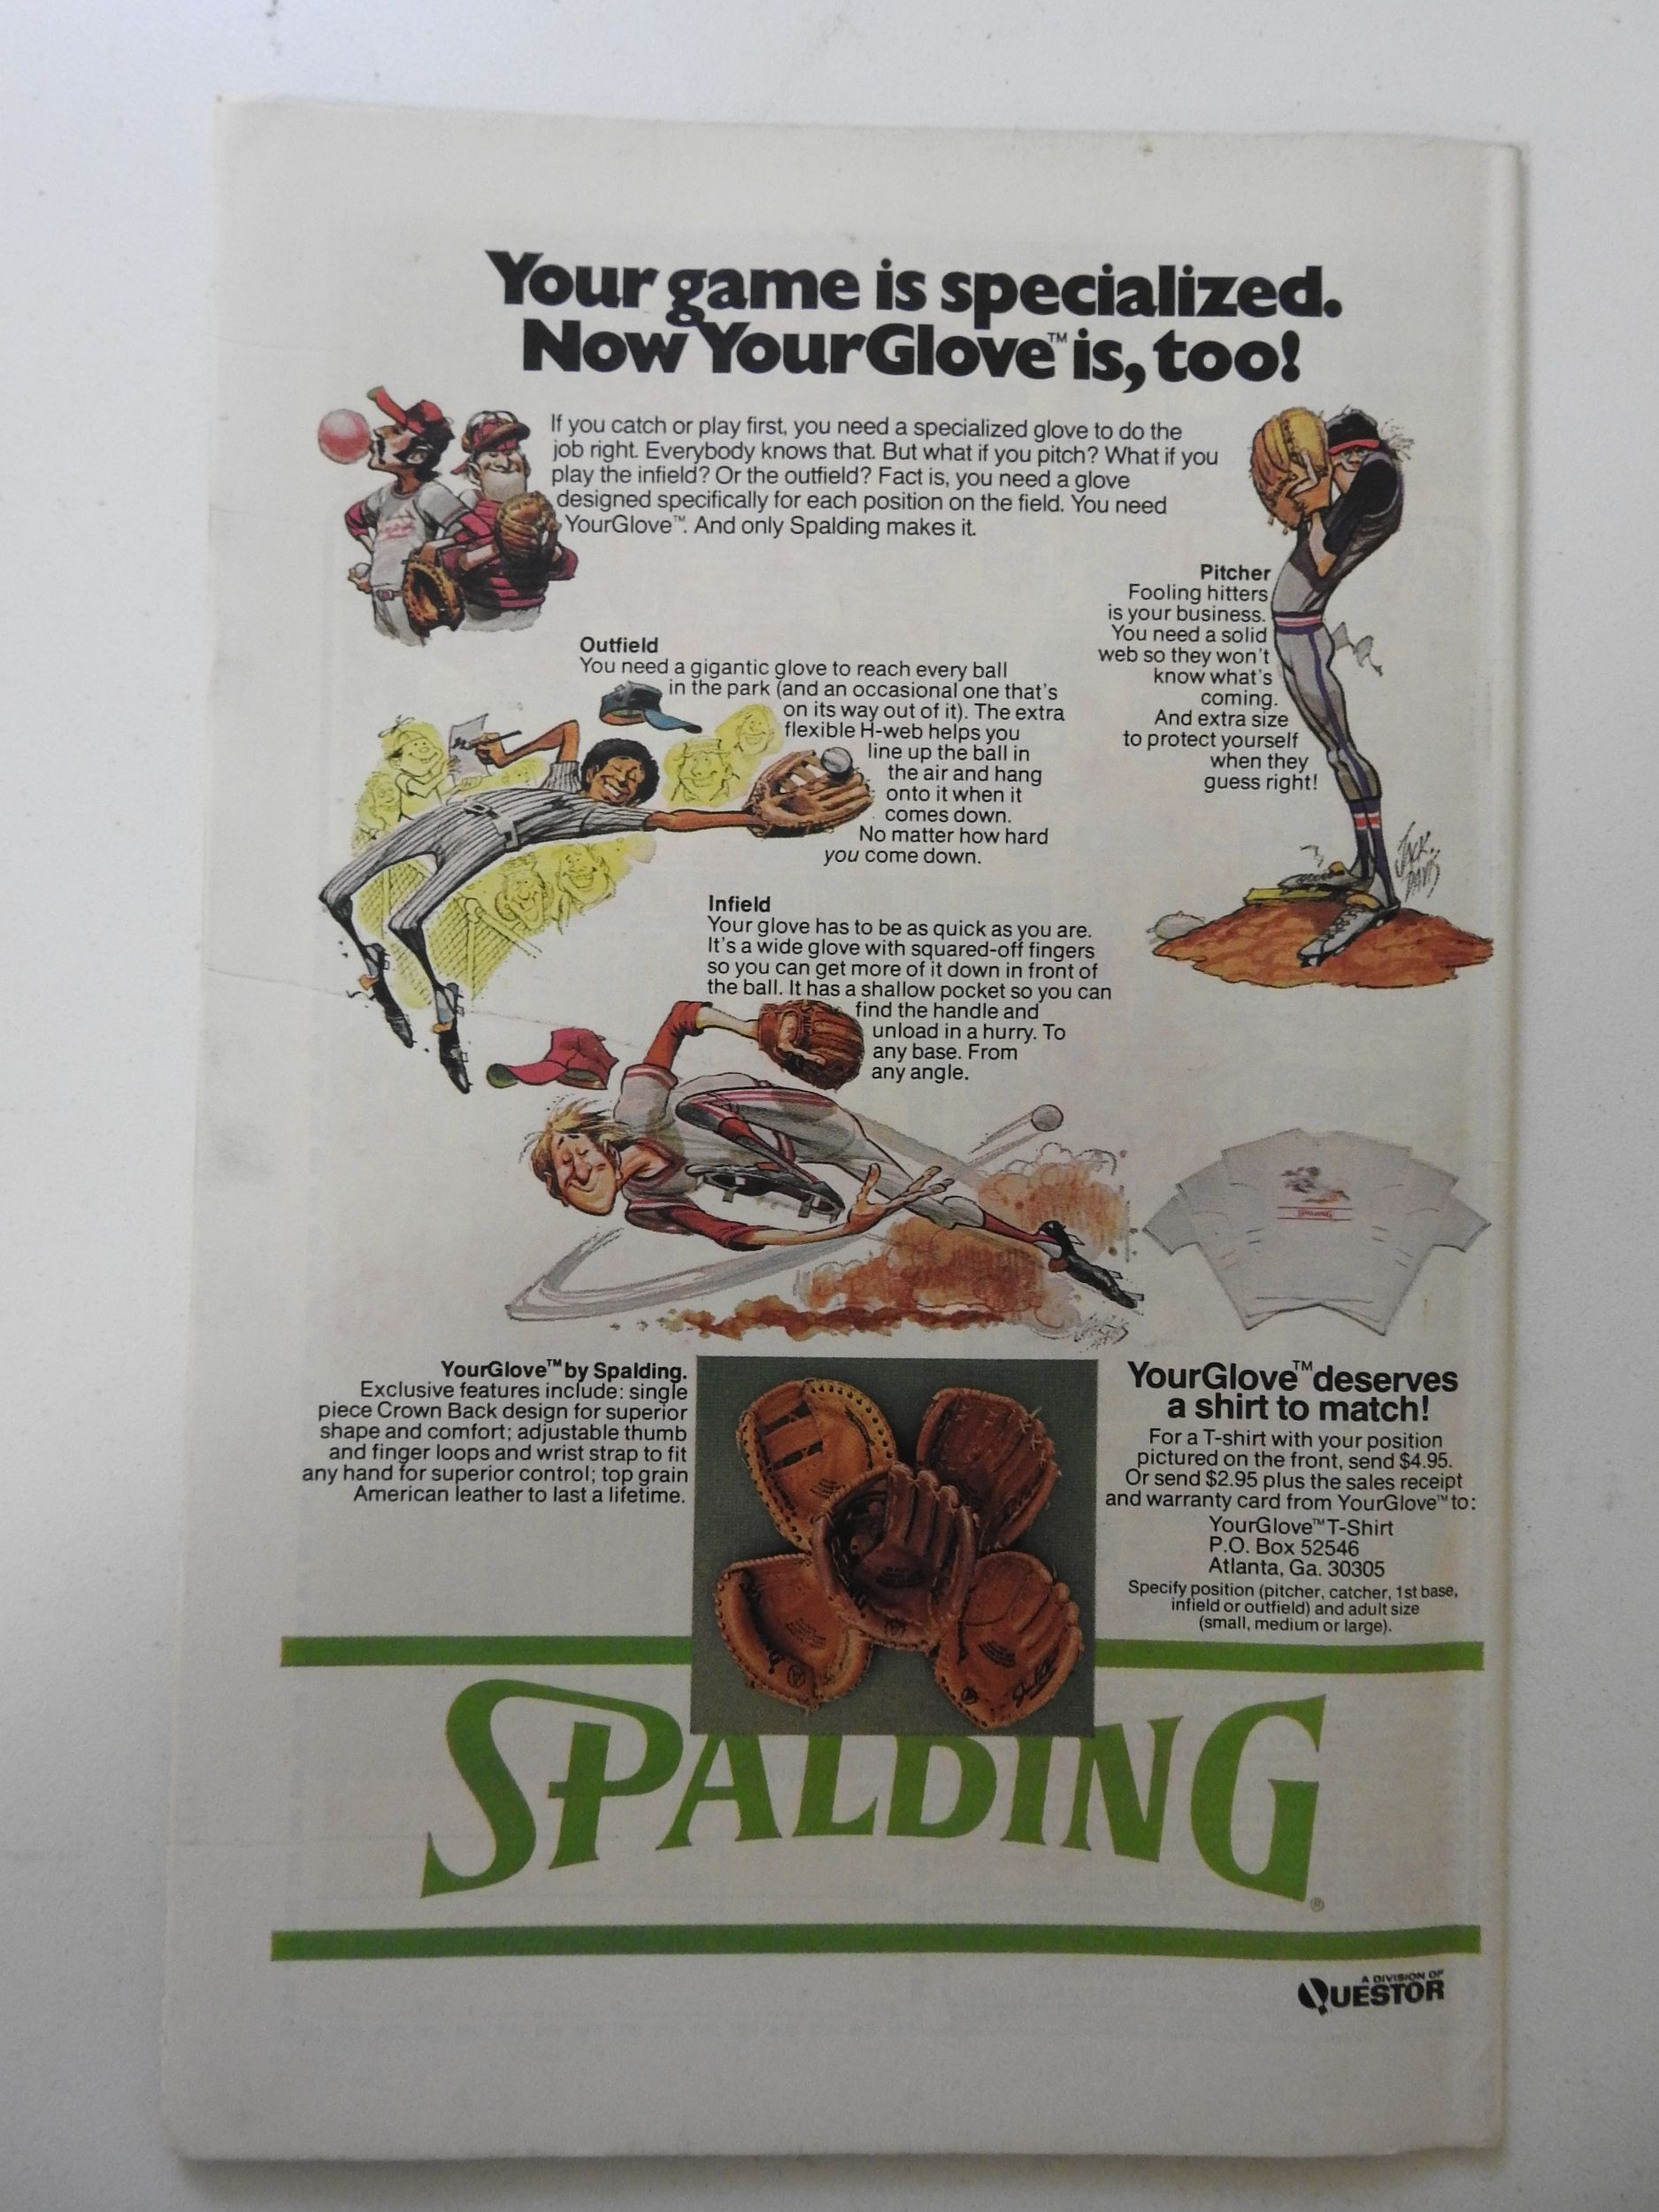 Your game is specialized.
Now YourGlove™ is, too!
If you catch or play first, you need a specialized glove to do the
job right. Everybody knows that. But what if you pitch? What if you
play the infield? Or the outfield? Fact is, you need a glove
designed specifically for each position on the field. You need
YourGlove™. And only Spalding makes it.
Pitcher
Fooling hitters
is your business.
You need a solid
web so they won't
know what's
coming.
And extra size
to protect yourself
when they
guess right!
JACK DAVIS
Outfield
You need a gigantic glove to reach every ball
in the park (and an occasional one that's
on its way out of it). The extra
flexible H-web helps you
line up the ball in
the air and hang
onto it when it
comes down.
No matter how hard
you come down.
Infield
Your glove has to be as quick as you are.
It's a wide glove with squared-off fingers
so you can get more of it down in front of
the ball. It has a shallow pocket so you can
find the handle and
unload in a hurry. To
any base. From
any angle.
SPALDING
YourGlove™ by Spalding.
Exclusive features include: single
piece Crown Back design for superior
shape and comfort; adjustable thumb
and finger loops and wrist strap to fit
any hand for superior control; top grain
American leather to last a lifetime.
YourGlove™ deserves
a shirt to match!
For a T-shirt with your position
pictured on the front, send $4.95.
Or send $2.95 plus the sales receipt
and warranty card from YourGlove™ to:
YourGlove™ T-Shirt
P.O. Box 52546
Atlanta, Ga. 30305
Specify position (pitcher, catcher, 1st base,
infield or outfield) and adult size
(small, medium or large).
SPALDING®
A DIVISION OF
QUESTOR